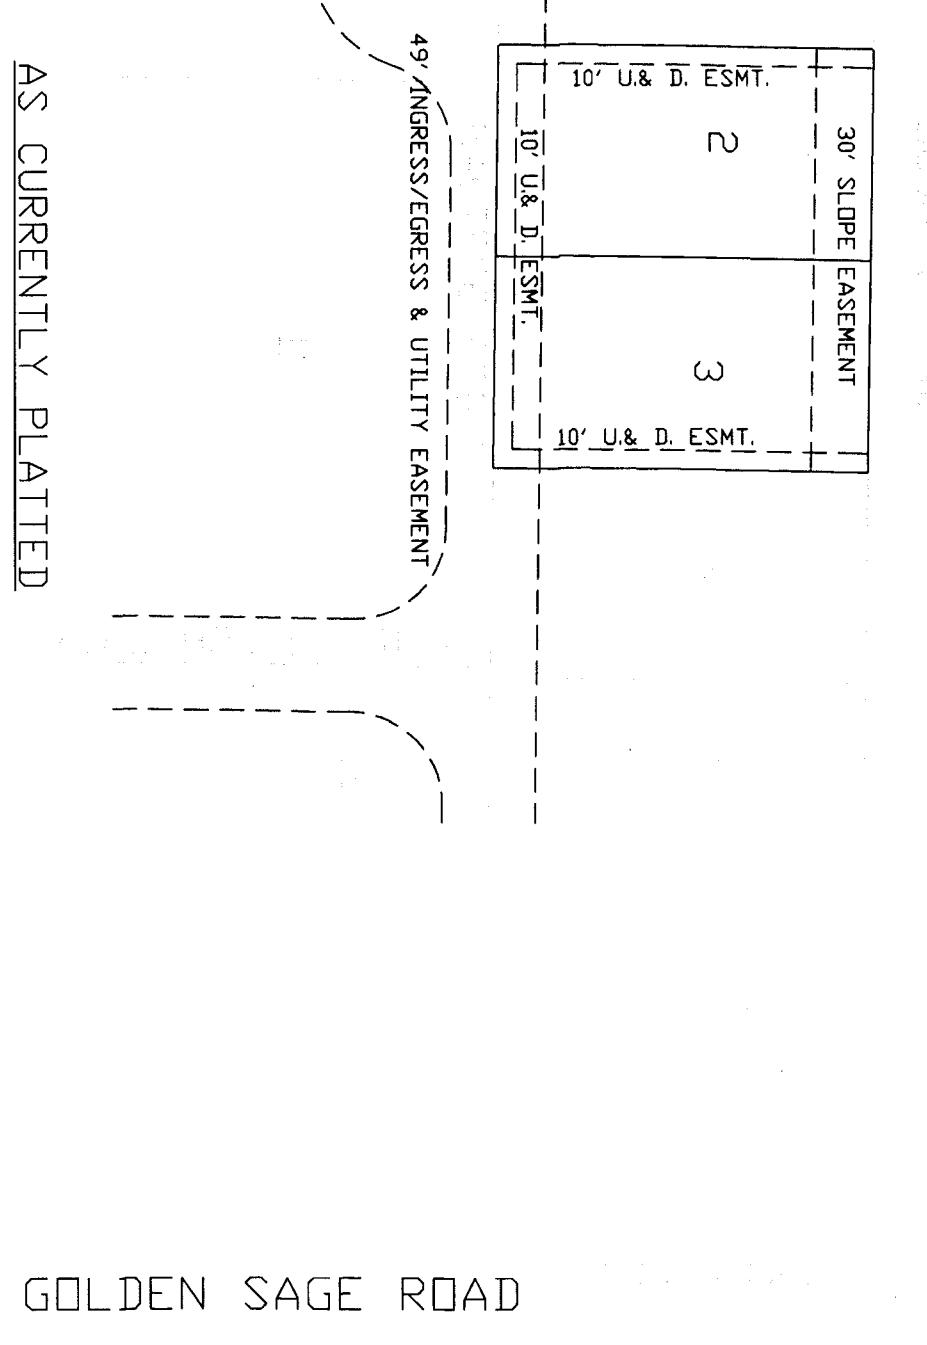 AS CURRENTLY PLATTED
49' INGRESS/EGRESS & UTILITY EASEMENT
10' U.& D. ESMT.
2
30' SLOPE EASEMENT
10' U.& D. ESMT.
3
10' U.& D. ESMT.
GOLDEN SAGE ROAD